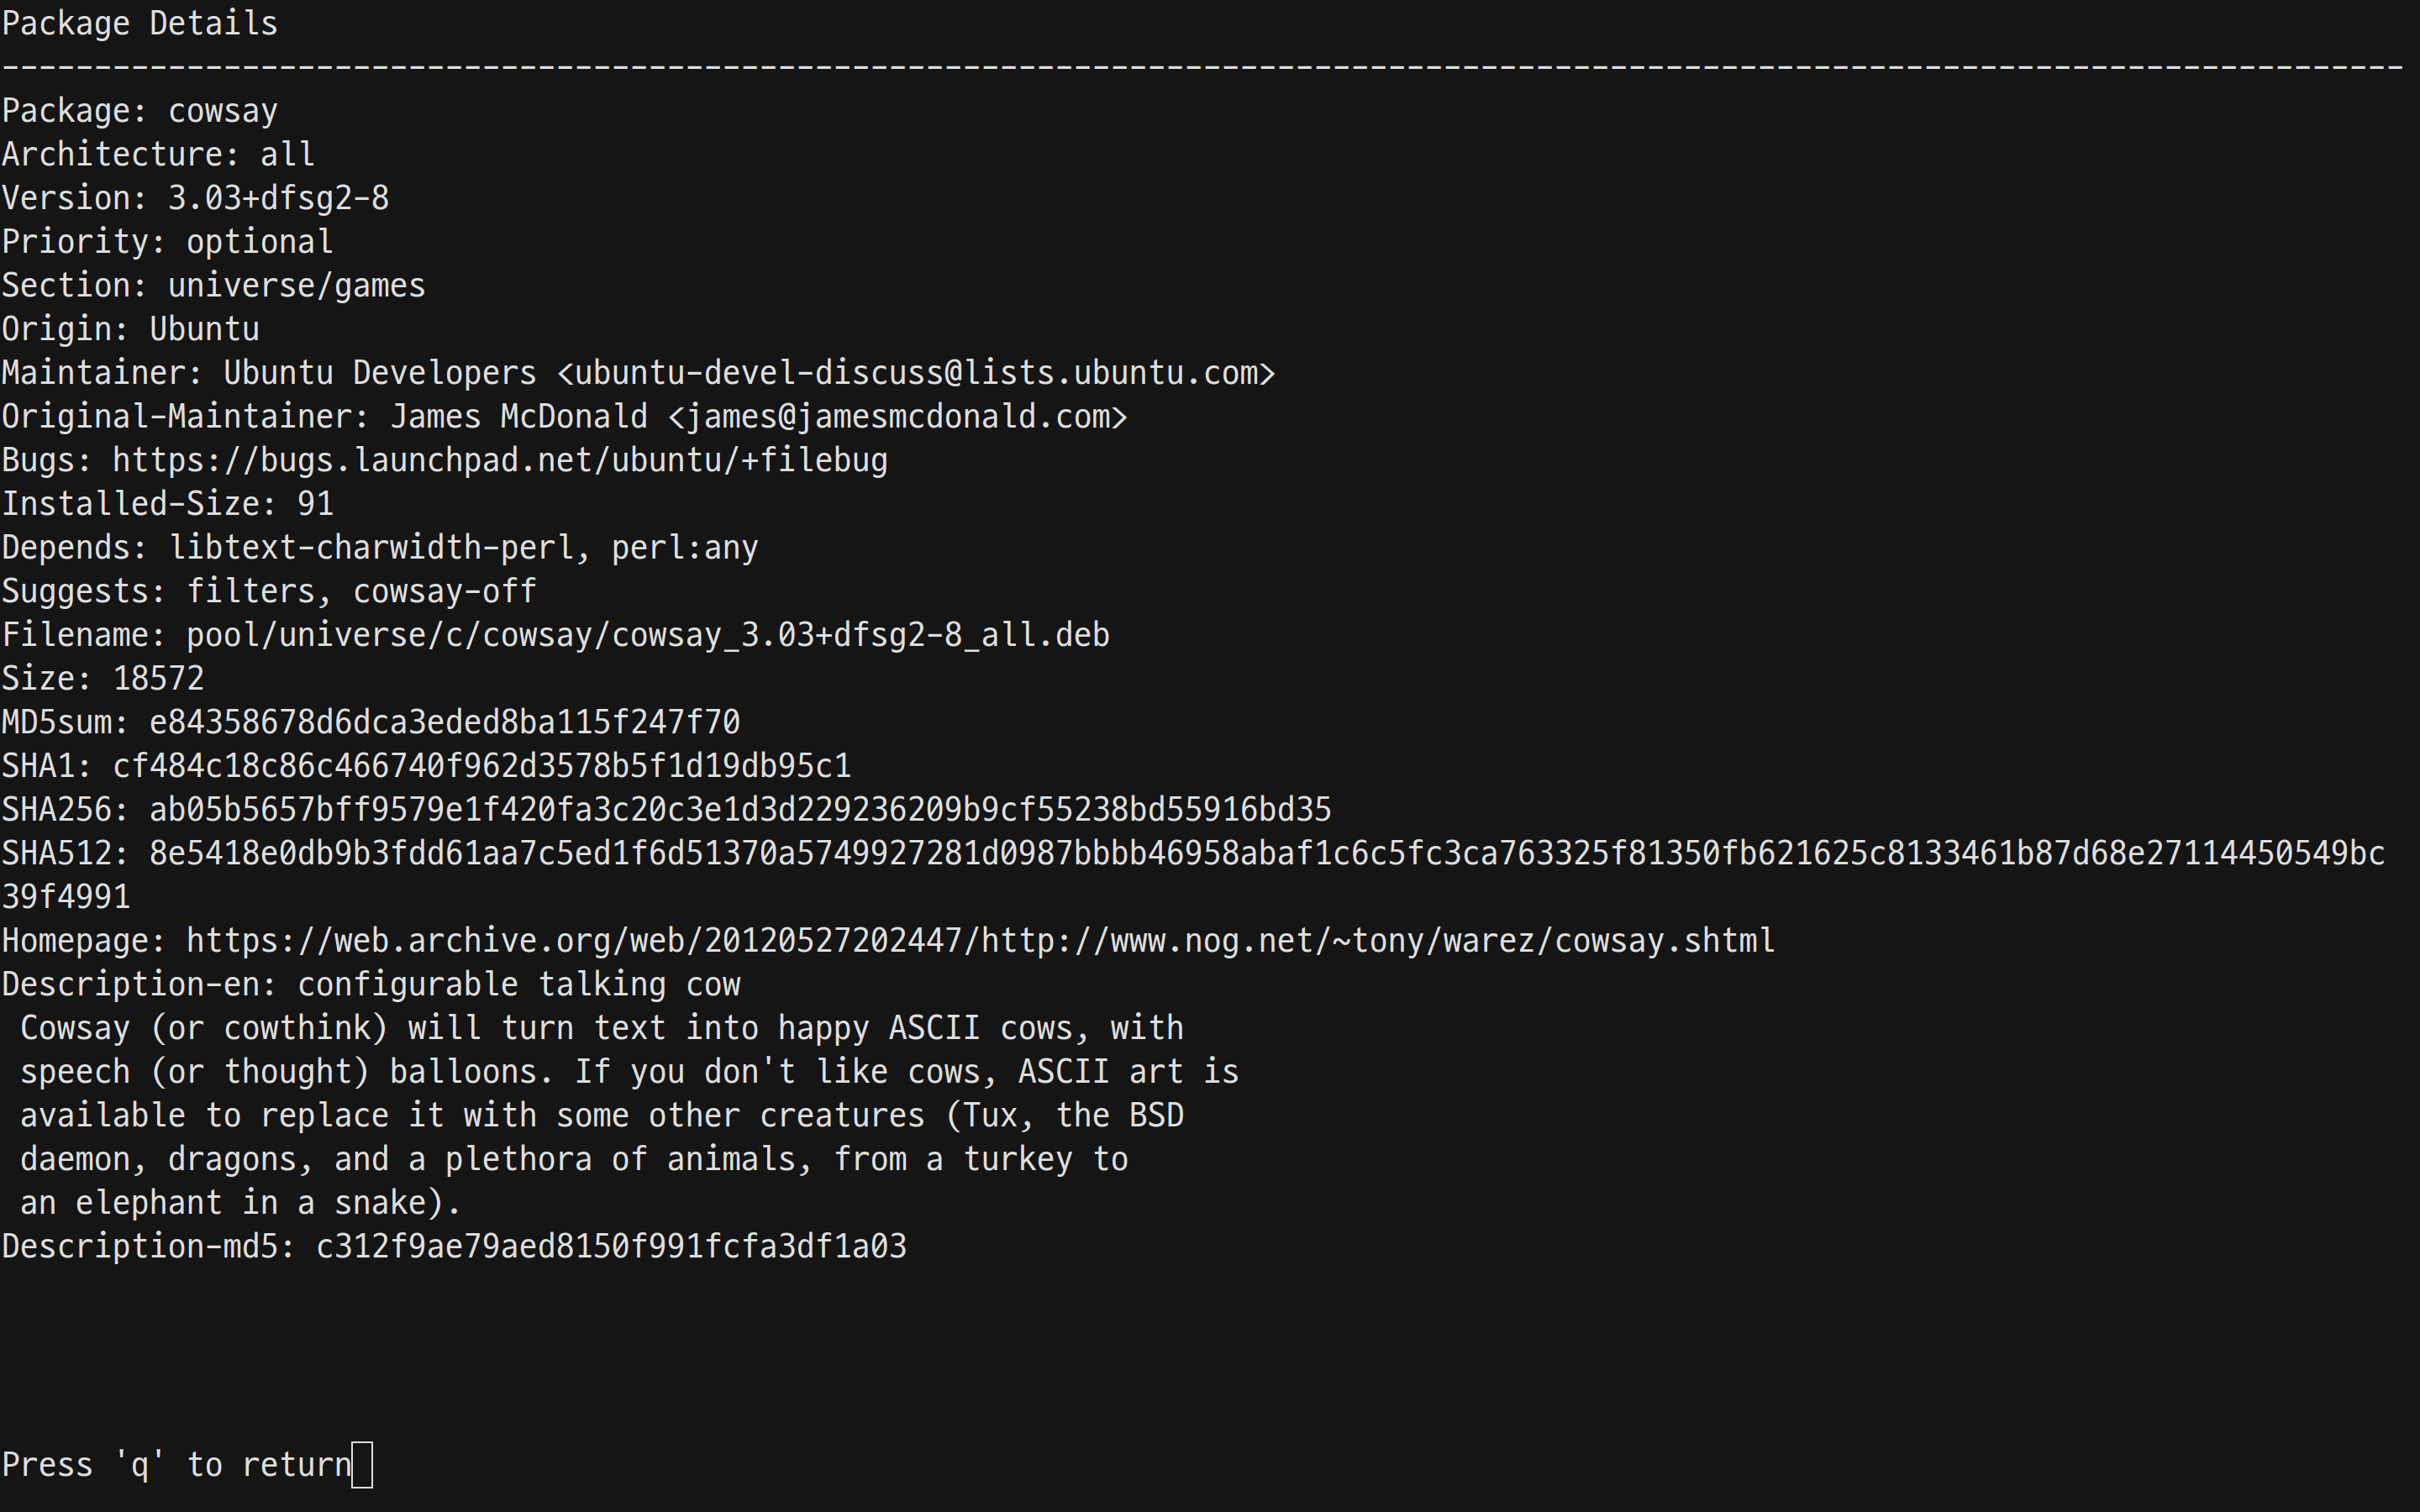 Package Details
----------------------------------------------------------------------------------------------------------------------------------
Package: cowsay
Architecture: all
Version: 3.03+dfsg2-8
Priority: optional
Section: universe/games
Origin: Ubuntu
Maintainer: Ubuntu Developers <ubuntu-devel-discuss@lists.ubuntu.com>
Original-Maintainer: James McDonald <james@jamesmcdonald.com>
Bugs: https://bugs.launchpad.net/ubuntu/+filebug
Installed-Size: 91
Depends: libtext-charwidth-perl, perl:any
Suggests: filters, cowsay-off
Filename: pool/universe/c/cowsay/cowsay_3.03+dfsg2-8_all.deb
Size: 18572
MD5sum: e84358678d6dca3eded8ba115f247f70
SHA1: cf484c18c86c466740f962d3578b5f1d19db95c1
SHA256: ab05b5657bff9579e1f420fa3c20c3e1d3d229236209b9cf55238bd55916bd35
SHA512: 8e5418e0db9b3fdd61aa7c5ed1f6d51370a5749927281d0987bbbb46958abaf1c6c5fc3ca763325f81350fb621625c8133461b87d68e27114450549bc
39f4991
Homepage: https://web.archive.org/web/20120527202447/http://www.nog.net/~tony/warez/cowsay.shtml
Description-en: configurable talking cow
 Cowsay (or cowthink) will turn text into happy ASCII cows, with
 speech (or thought) balloons. If you don't like cows, ASCII art is
 available to replace it with some other creatures (Tux, the BSD
 daemon, dragons, and a plethora of animals, from a turkey to
 an elephant in a snake).
Description-md5: c312f9ae79aed8150f991fcfa3df1a03
Press 'q' to return